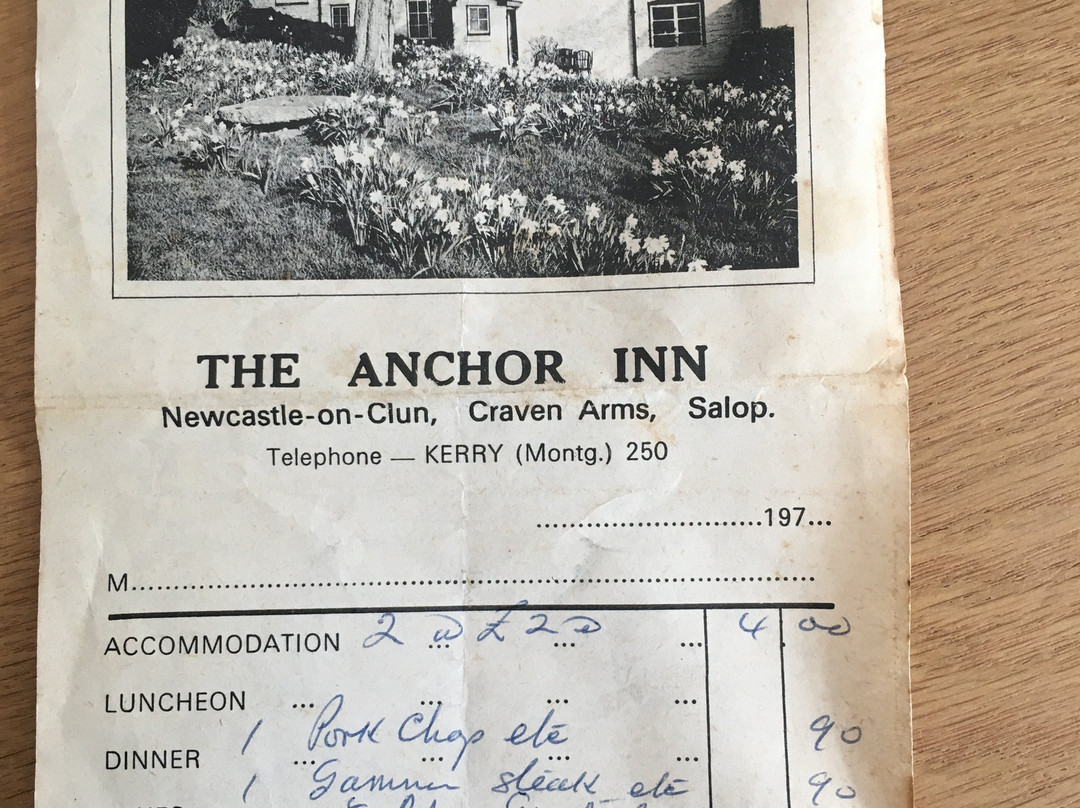 THE ANCHOR INN
Newcastle-on-Clun, Craven Arms, Salop.
Telephone — KERRY (Montg.) 250
............................197...
M....................................................................................
ACCOMMODATION 2 @ £2 ... ... ... 4 00
LUNCHEON ... ... ... ...
1 Pork Chop etc 90
DINNER ... ... ...
1 Gammon steak etc 90